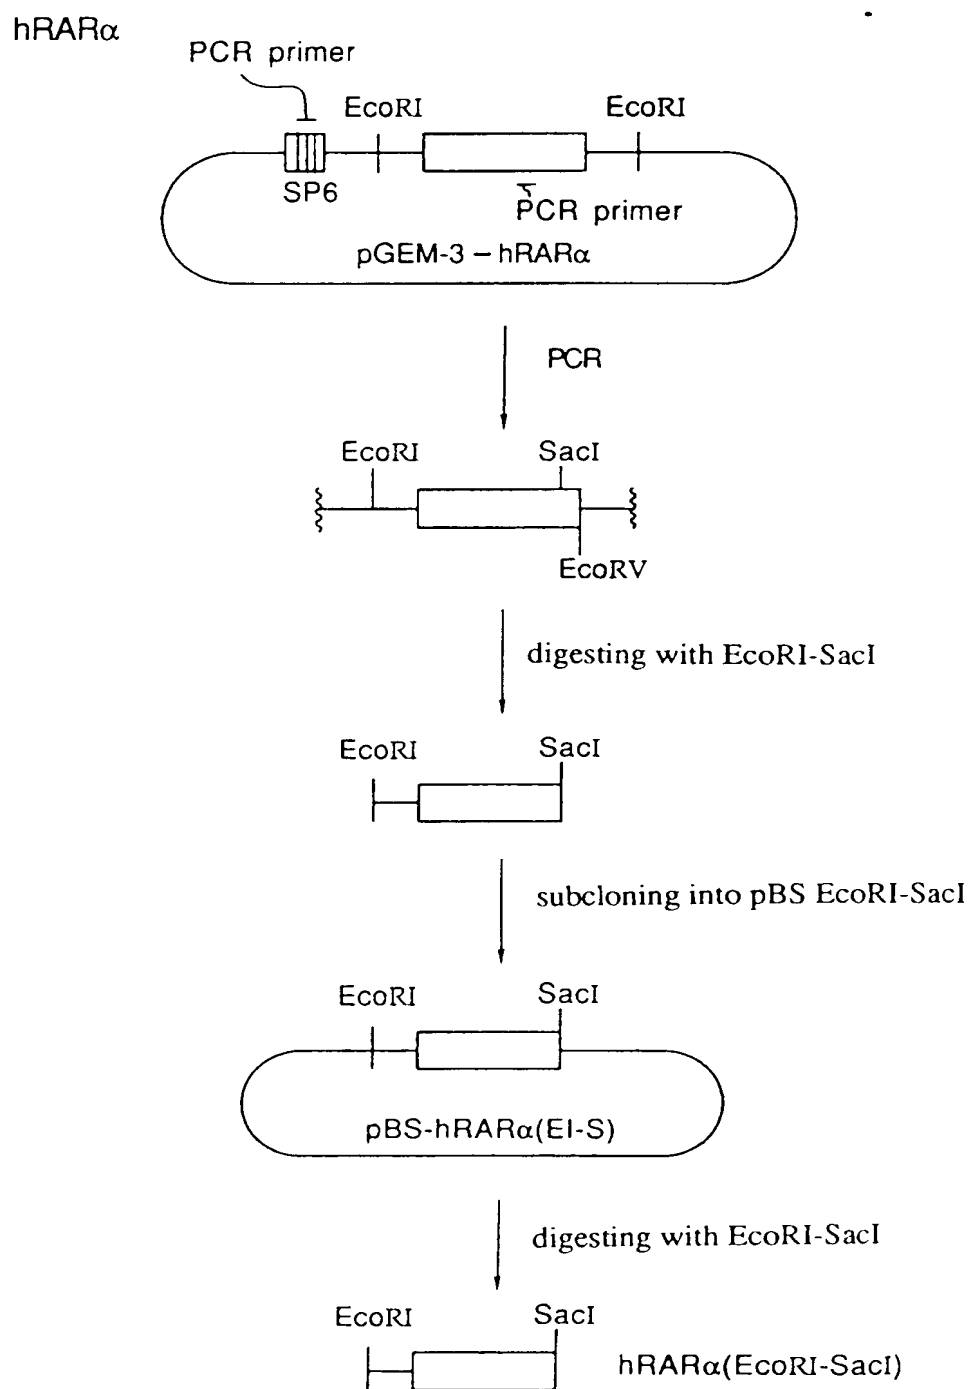 hRARα
PCR primer
EcoRI
EcoRI
SP6
PCR primer
pGEM-3 – hRARα
PCR
EcoRI
SacI
EcoRV
digesting with EcoRI-SacI
EcoRI
SacI
subcloning into pBS EcoRI-SacI
EcoRI
SacI
pBS-hRARα(EI-S)
digesting with EcoRI-SacI
EcoRI
SacI
hRARα(EcoRI-SacI)